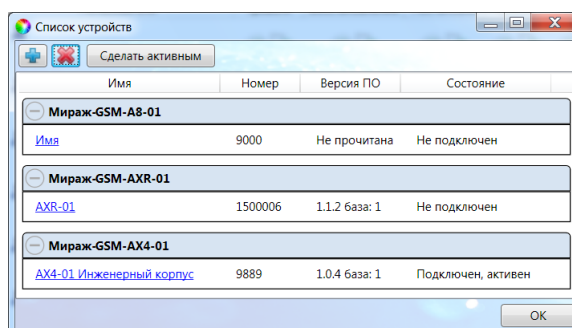 Список устройств
Сделать активным
Имя Номер Версия ПО Состояние
Мираж-GSM-A8-01
Имя 9000 Не прочитана Не подключен
Мираж-GSM-AXR-01
AXR-01 1500006 1.1.2 база: 1 Не подключен
Мираж-GSM-AX4-01
AX4-01 Инженерный корпус 9889 1.0.4 база: 1 Подключен, активен
OK